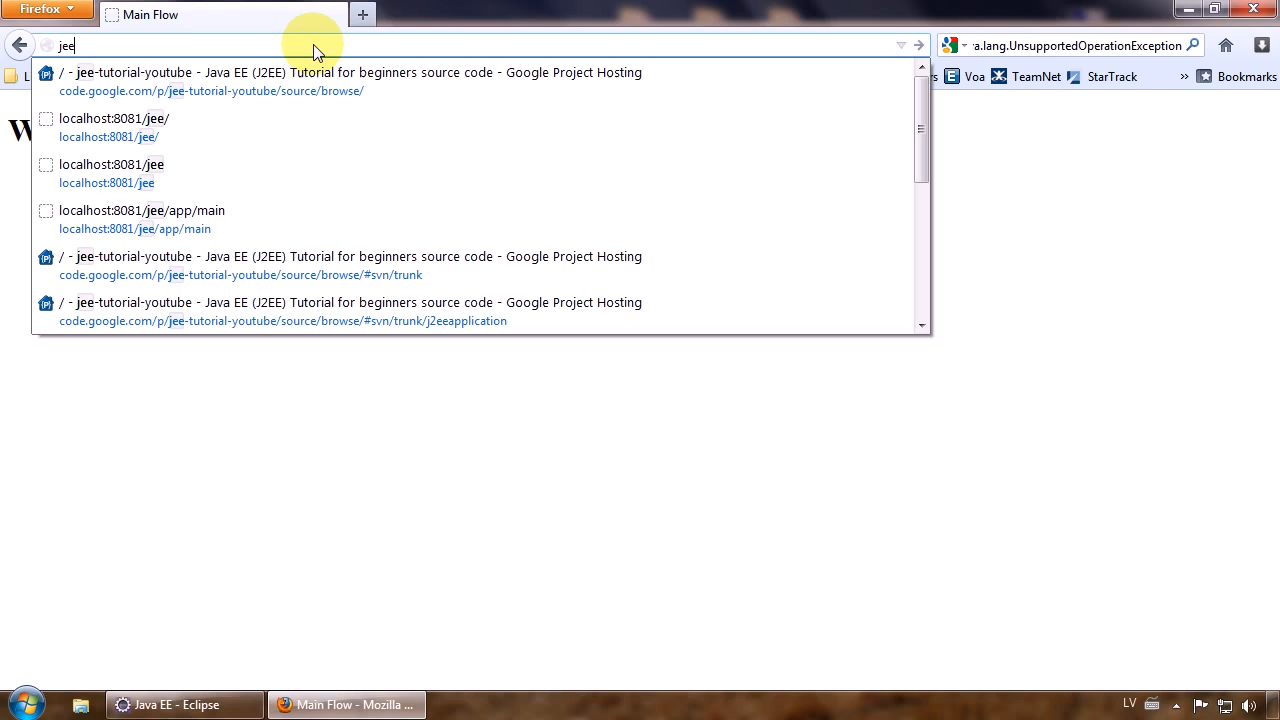 Firefox
Main Flow
jee
.a.lang.UnsupportedOperationException
Voa
TeamNet
StarTrack
»
Bookmarks
/ - jee-tutorial-youtube - Java EE (J2EE) Tutorial for beginners source code - Google Project Hosting
code.google.com/p/jee-tutorial-youtube/source/browse/
localhost:8081/jee/
localhost:8081/jee/
localhost:8081/jee
localhost:8081/jee
localhost:8081/jee/app/main
localhost:8081/jee/app/main
/ - jee-tutorial-youtube - Java EE (J2EE) Tutorial for beginners source code - Google Project Hosting
code.google.com/p/jee-tutorial-youtube/source/browse/#svn/trunk
/ - jee-tutorial-youtube - Java EE (J2EE) Tutorial for beginners source code - Google Project Hosting
code.google.com/p/jee-tutorial-youtube/source/browse/#svn/trunk/j2eeapplication
Java EE - Eclipse
Main Flow - Mozilla ...
LV